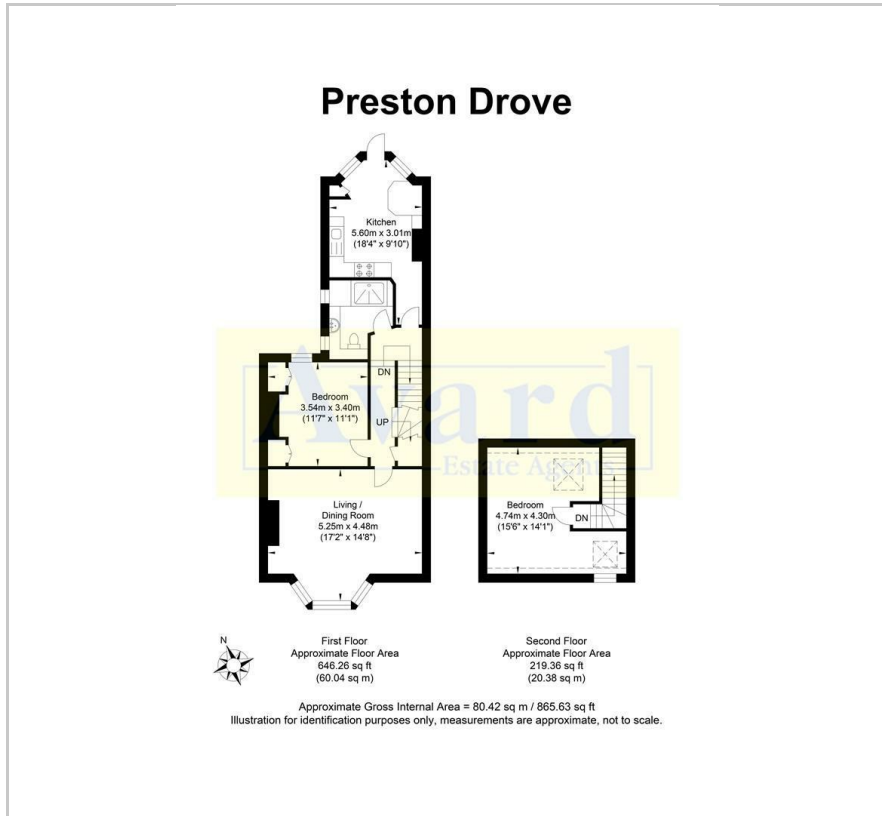 Preston Drove
Kitchen
5.60m x 3.01m
(18'4" x 9'10")
DN
Bedroom
3.54m x 3.40m
(11'7" x 11'1")
UP
Avard
Estate Agents
Living /
Dining Room
5.25m x 4.48m
(17'2" x 14'8")
Bedroom
4.74m x 4.30m
(15'6" x 14'1")
DN
N
First Floor
Approximate Floor Area
646.26 sq ft
(60.04 sq m)
Second Floor
Approximate Floor Area
219.36 sq ft
(20.38 sq m)
Approximate Gross Internal Area = 80.42 sq m / 865.63 sq ft
Illustration for identification purposes only, measurements are approximate, not to scale.